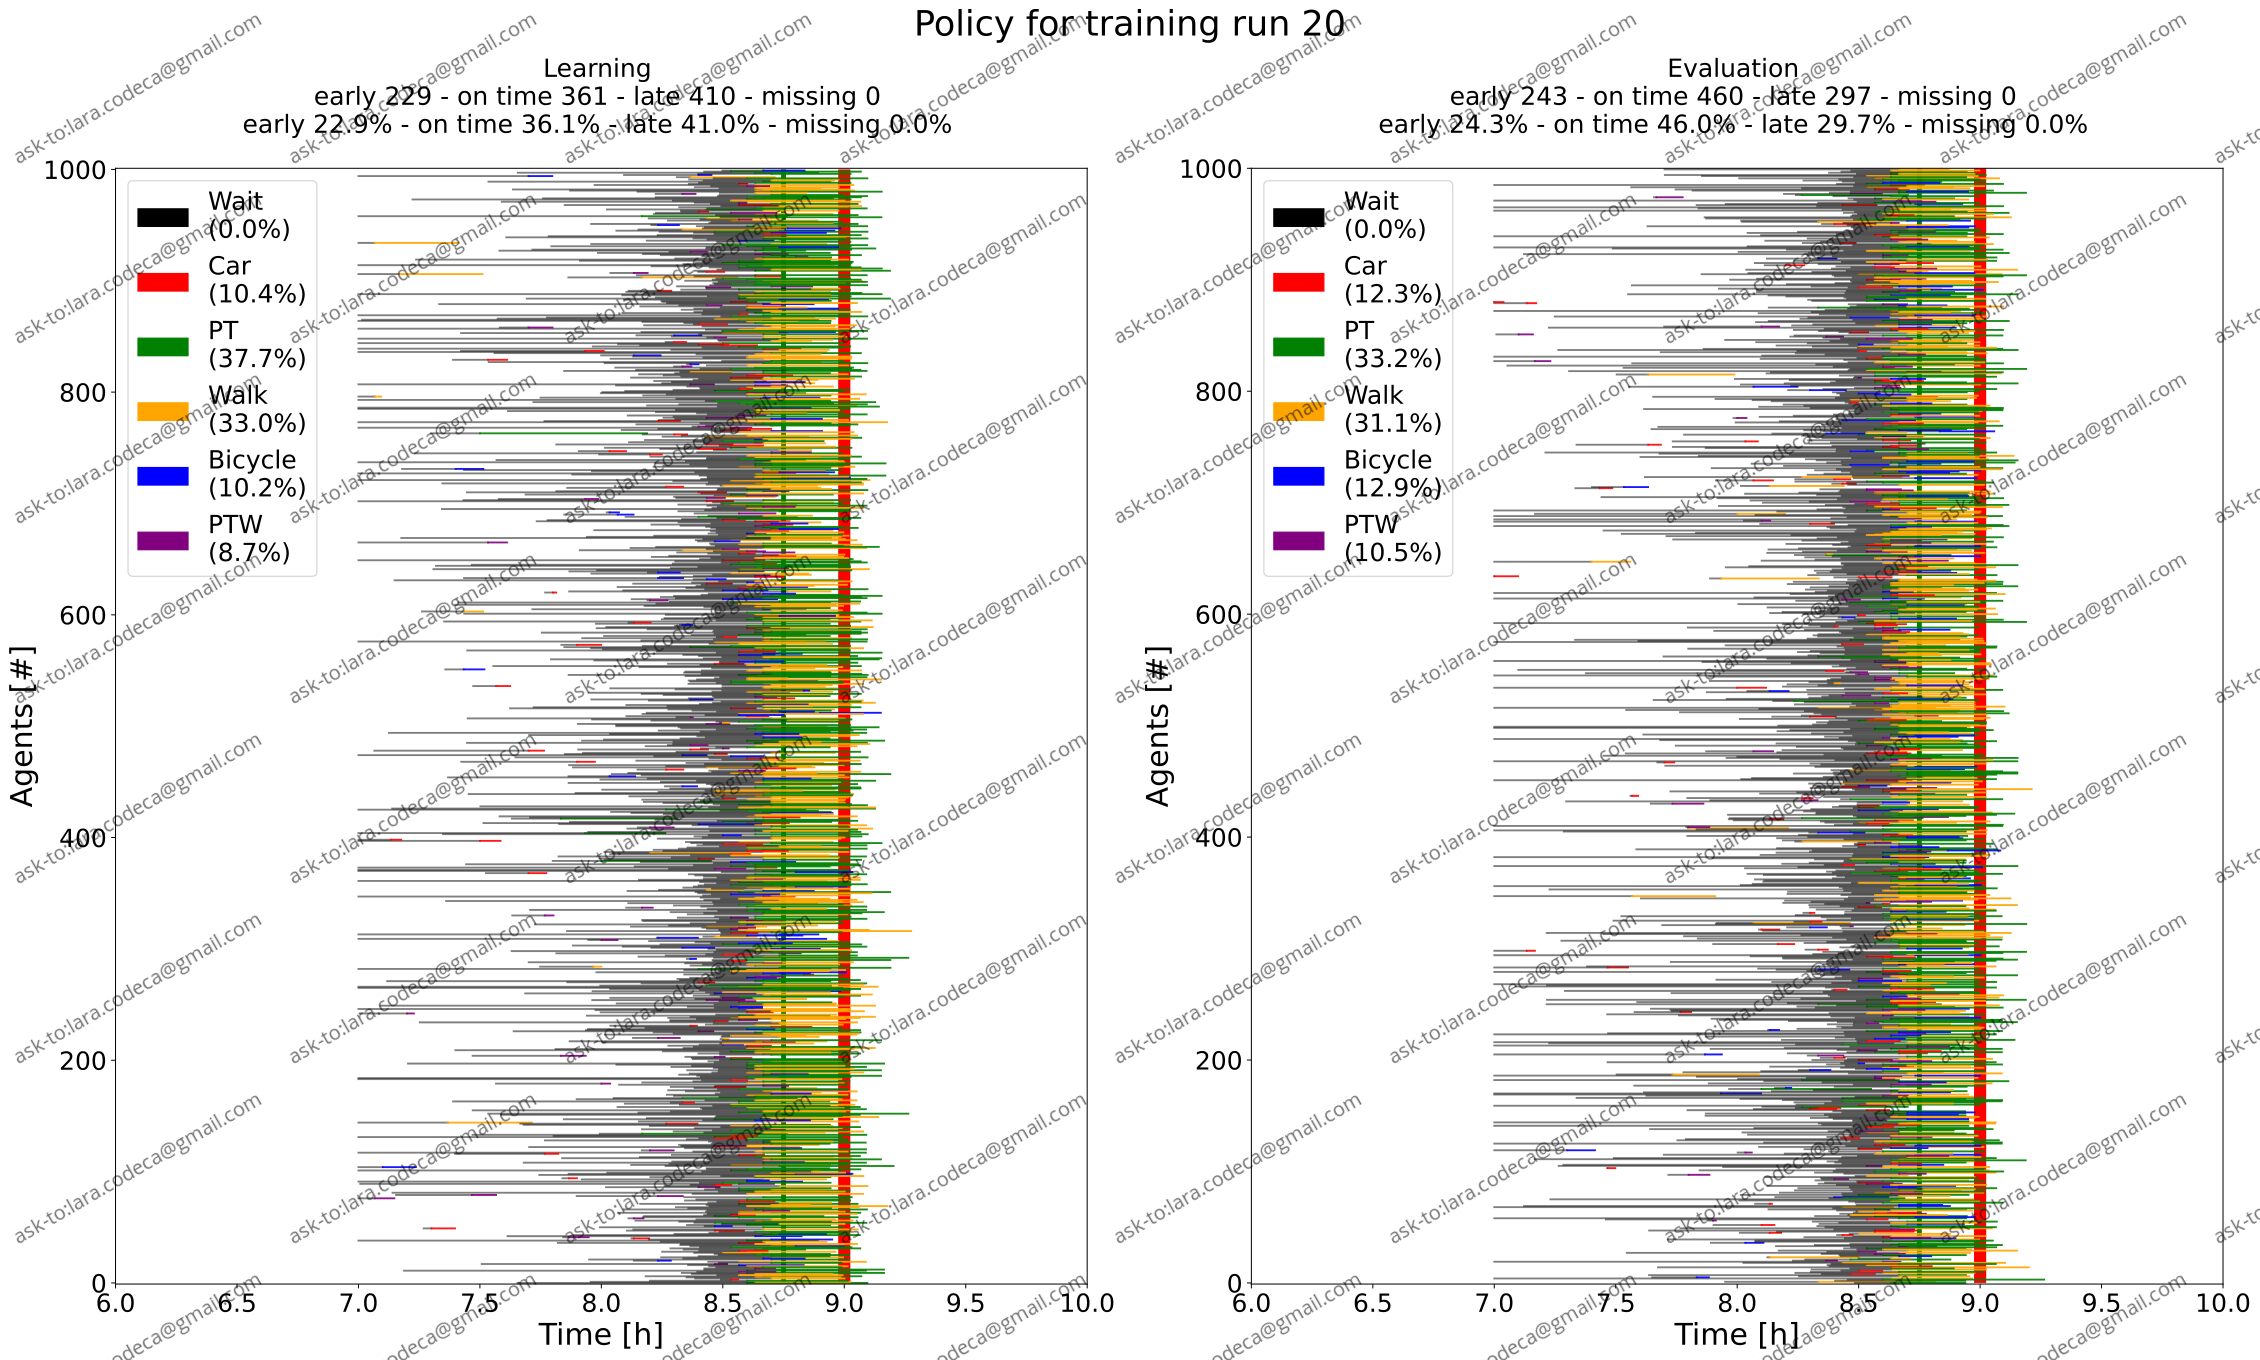 Policy for training run 20
Learning
early 229 - on time 361 - late 410 - missing 0
early 22.9% - on time 36.1% - late 41.0% - missing 0.0%
1000
800
600
400
200
0
Agents [#]
Wait
(0.0%)
Car
(10.4%)
PT
(37.7%)
Walk
(33.0%)
Bicycle
(10.2%)
PTW
(8.7%)
6.0 6.5 7.0 7.5 8.0 8.5 9.0 9.5 10.0
Time [h]
Evaluation
early 243 - on time 460 - late 297 - missing 0
early 24.3% - on time 46.0% - late 29.7% - missing 0.0%
1000
800
600
400
200
0
Agents [#]
Wait
(0.0%)
Car
(12.3%)
PT
(33.2%)
Walk
(31.1%)
Bicycle
(12.9%)
PTW
(10.5%)
6.0 6.5 7.0 7.5 8.0 8.5 9.0 9.5 10.0
Time [h]
ask-to:lara.codeca@gmail.com